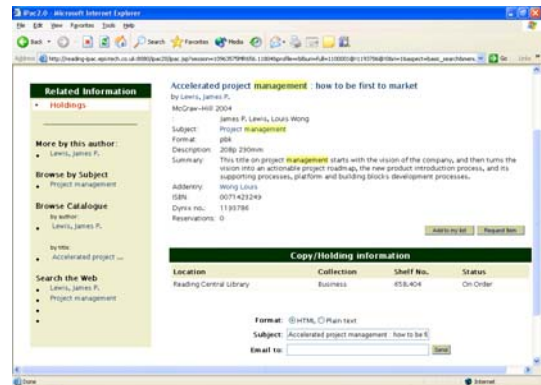 iPac2.0 - Microsoft Internet Explorer
File Edit View Favorites Tools Help
Back Search Favorites Media
Address Go Links
Related Information
Holdings
More by this author:
Lewis, James P.
Browse by Subject
Project management
Browse Catalogue
by author:
Lewis, James P.
by title:
Accelerated project ...
Search the Web
Lewis, James P.
Project management
Accelerated project management : how to be first to market
by Lewis, James P.
McGraw-Hill 2004
: James P. Lewis, Louis Wong
Subject: Project management
Format: pbk
Description: 208p 230mm
Summary: This title on project management starts with the vision of the company, and then turns the
vision into an actionable project roadmap, the new product introduction process, and its
supporting processes, platform and building blocks development processes.
Addentry: Wong Louis
ISBN: 0071423249
Dynix no.: 1193786
Reservations: 0
Add to my list Request Item
Copy/Holding information
Location Collection Shelf No. Status
Reading Central Library Business 658.404 On Order
Format: HTML Plain text
Subject: Accelerated project management : how to be fi
Email to: Send
Done Internet